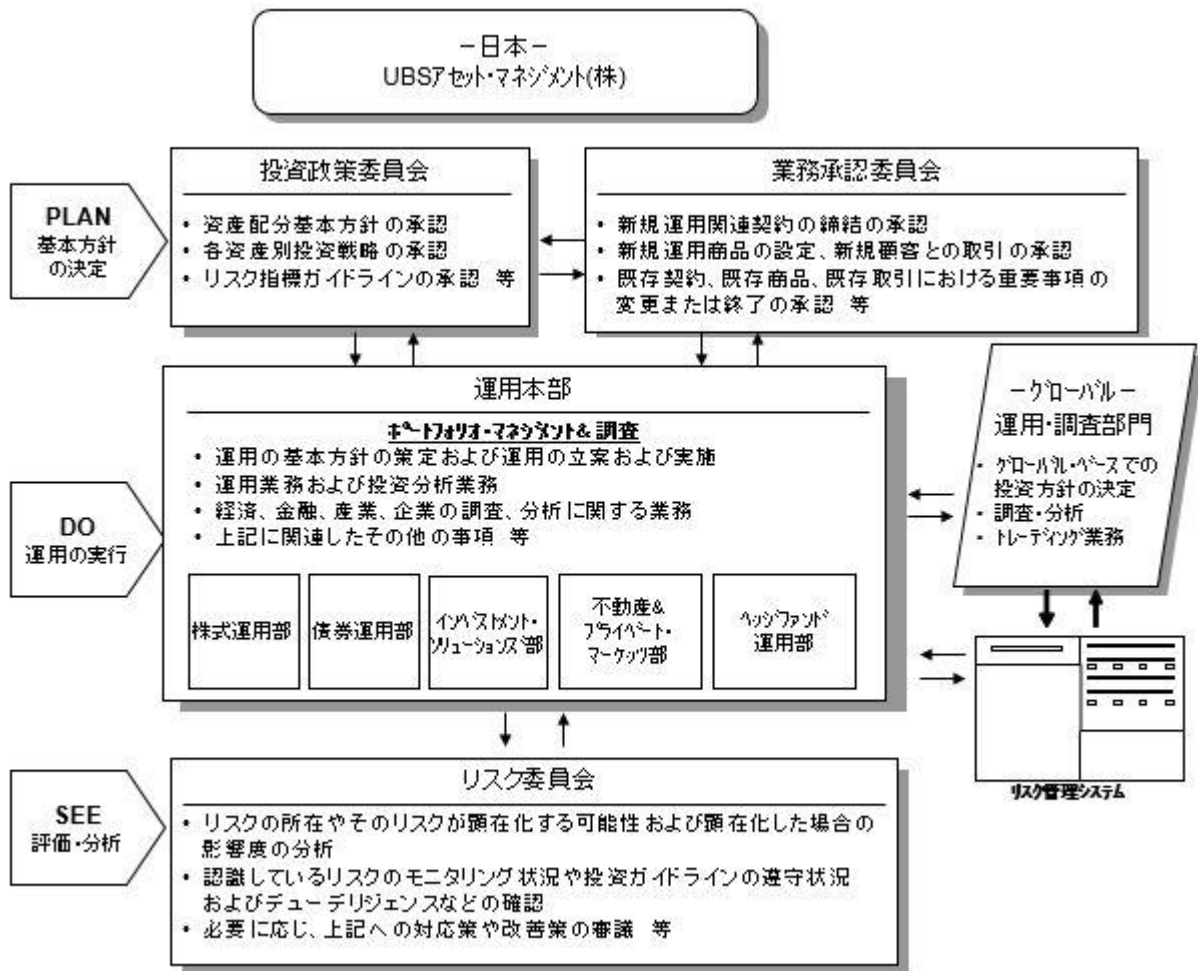 －日本－
UBSｱｾｯﾄ･ﾏﾈｼﾞﾒﾝﾄ(株)
PLAN
基本方針
の決定
投資政策委員会
・ 資産配分基本方針の承認
・ 各資産別投資戦略の承認
・ リスク指標ガイドラインの承認 等
業務承認委員会
・ 新規運用関連契約の締結の承認
・ 新規運用商品の設定、新規顧客との取引の承認
・ 既存契約、既存商品、既存取引における重要事項の
変更または終了の承認 等
DO
運用の実行
運用本部
ﾎﾟｰﾄﾌｫﾘｵ･ﾏﾈｼﾞﾒﾝﾄ&調査
・ 運用の基本方針の策定および運用の立案および実施
・ 運用業務および投資分析業務
・ 経済、金融、産業、企業の調査、分析に関する業務
・ 上記に関連したその他の事項 等
株式運用部
債券運用部
ｲﾝﾍﾞｽﾄﾒﾝﾄ･
ｿﾘｭｰｼｮﾝｽﾞ部
不動産&
ﾌﾟﾗｲﾍﾞｰﾄ･
ﾏｰｹｯﾂ部
ﾍｯｼﾞﾌｧﾝﾄﾞ
運用部
－ｸﾞﾛｰﾊﾞﾙ－
運用･調査部門
・ ｸﾞﾛｰﾊﾞﾙ･ﾍﾞｰｽでの
投資方針の決定
・ 調査･分析
・ ﾄﾚｰﾃﾞｨﾝｸﾞ業務
ﾘｽｸ管理ｼｽﾃﾑ
SEE
評価･分析
リスク委員会
・ リスクの所在やそのリスクが顕在化する可能性および顕在化した場合の
影響度の分析
・ 認識しているリスクのモニタリング状況や投資ガイドラインの遵守状況
およびデューデリジェンスなどの確認
・ 必要に応じ、上記への対応策や改善策の審議 等